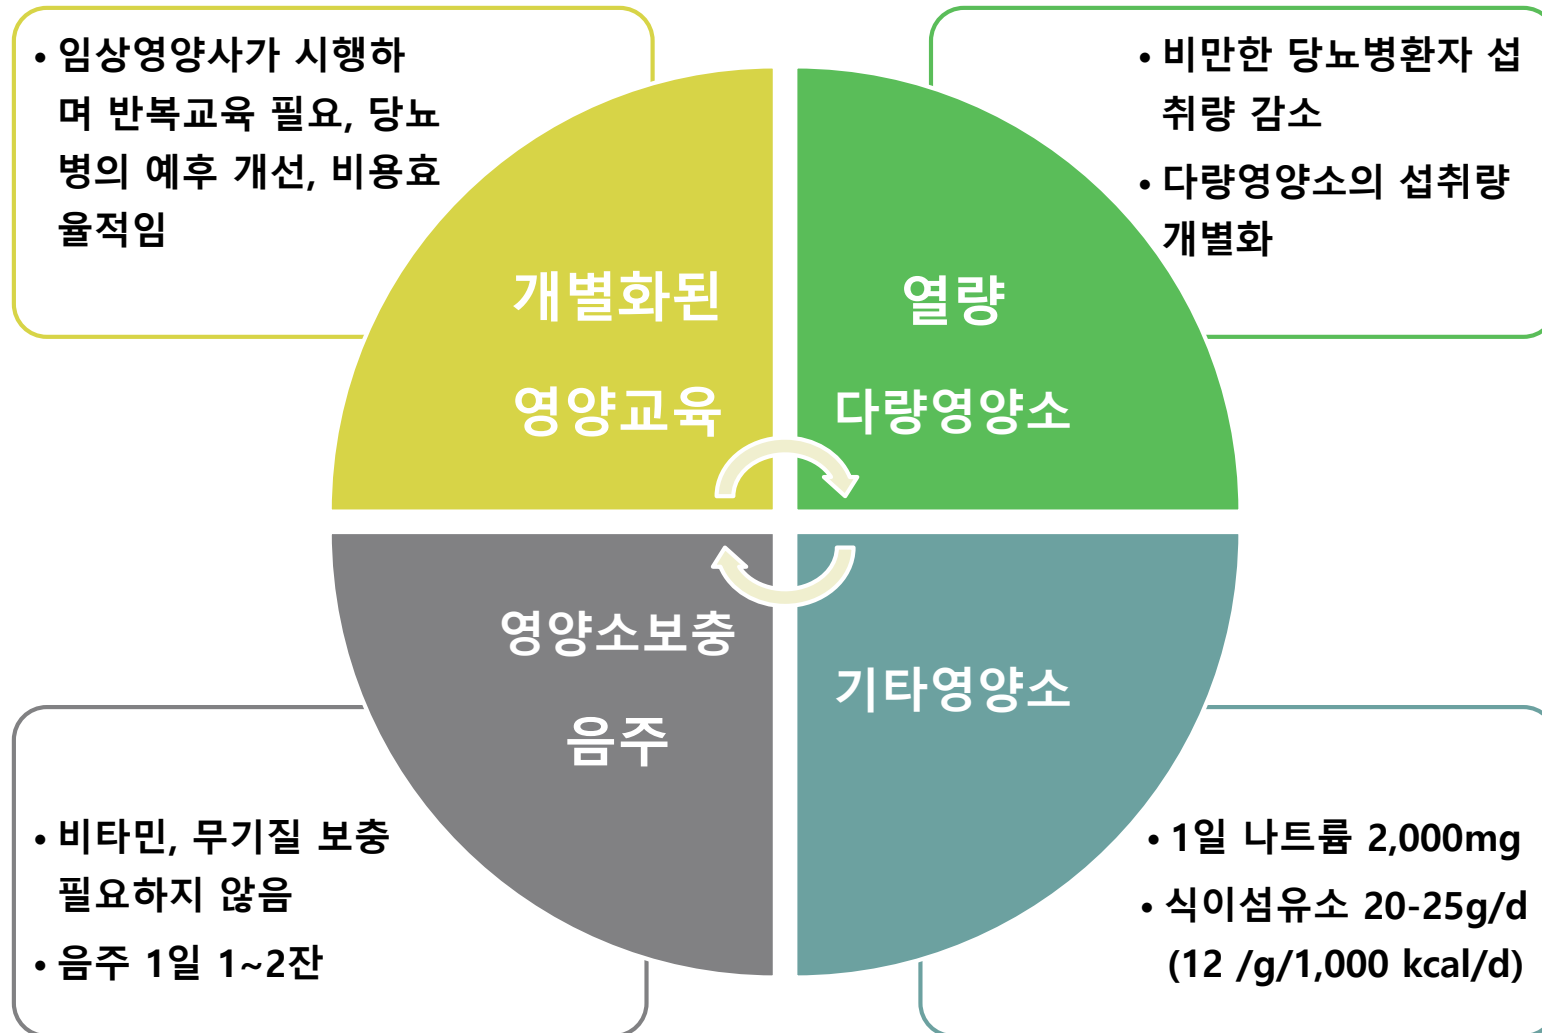 • 임상영양사가 시행하
며 반복교육 필요, 당뇨
병의 예후 개선, 비용효
율적임
• 비만한 당뇨병환자 섭
취량 감소
• 다량영양소의 섭취량
개별화
개별화된
영양교육
열량
다량영양소
영양소보충
음주
기타영양소
• 비타민, 무기질 보충
필요하지 않음
• 음주 1일 1~2잔
• 1일 나트륨 2,000mg
• 식이섬유소 20-25g/d
(12 /g/1,000 kcal/d)